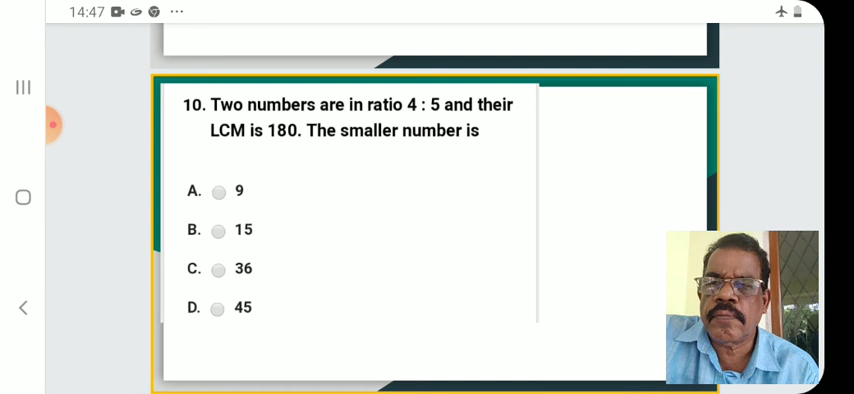 14:47
10. Two numbers are in ratio 4 : 5 and their
LCM is 180. The smaller number is
A. 9
B. 15
C. 36
D. 45